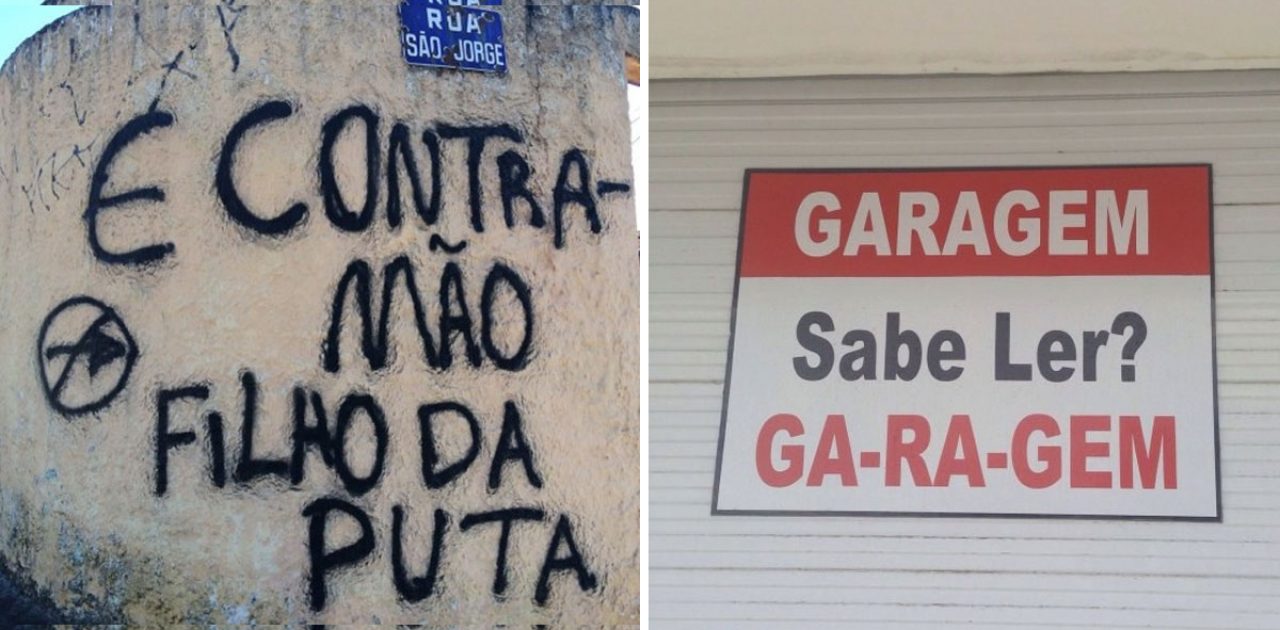 RUA
RUA
SÃO JORGE
É CONTRA-
MÃO
FILHO DA
PUTA
GARAGEM
Sabe Ler?
GA-RA-GEM